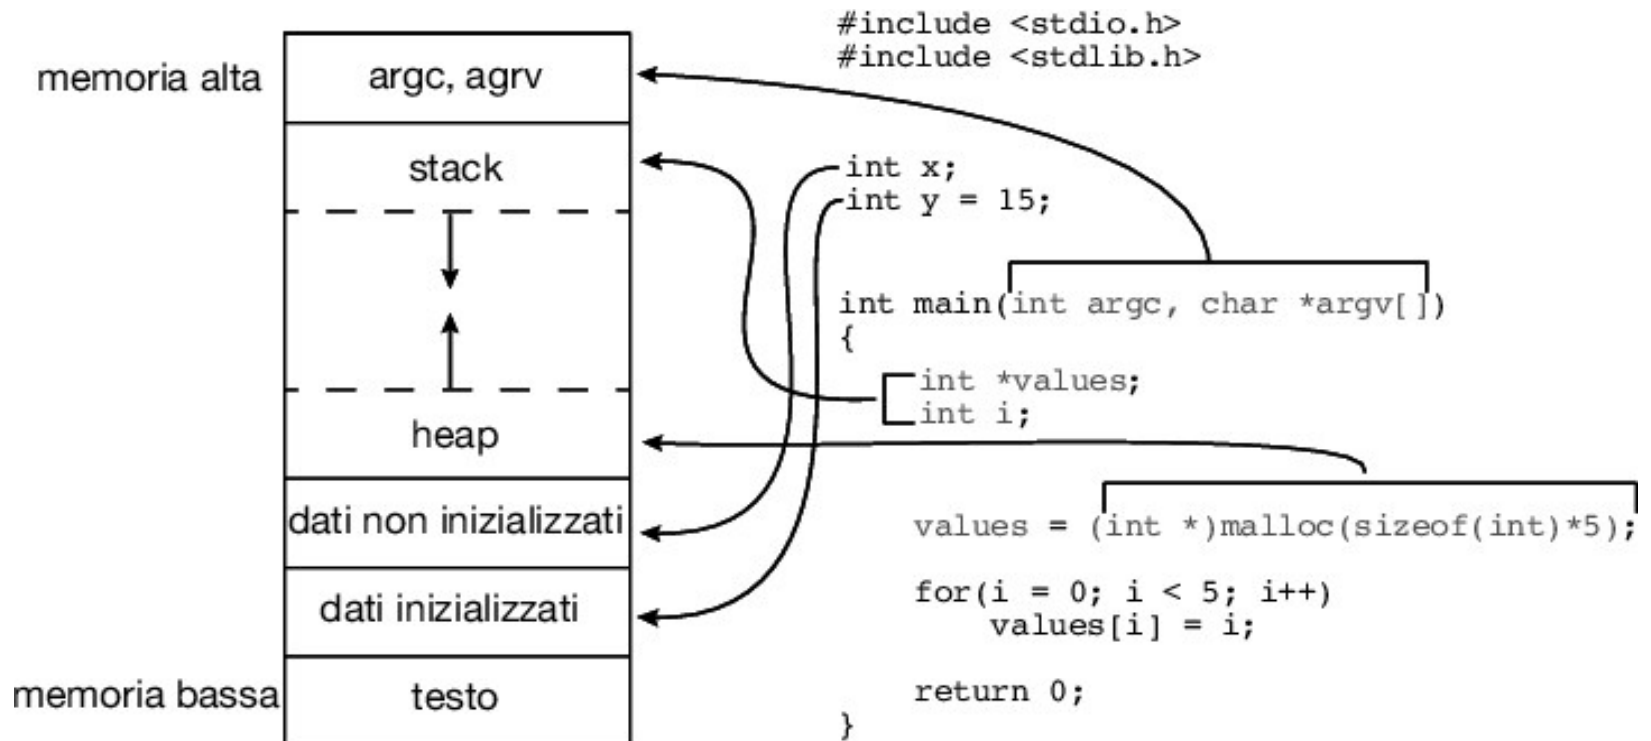 memoria alta
argc, agrv
stack
heap
dati non inizializzati
dati inizializzati
memoria bassa
testo
#include <stdio.h>
#include <stdlib.h>
int x;
int y = 15;
int main(int argc, char *argv[])
{
int *values;
int i;
values = (int *)malloc(sizeof(int)*5);
for(i = 0; i < 5; i++)
values[i] = i;
return 0;
}